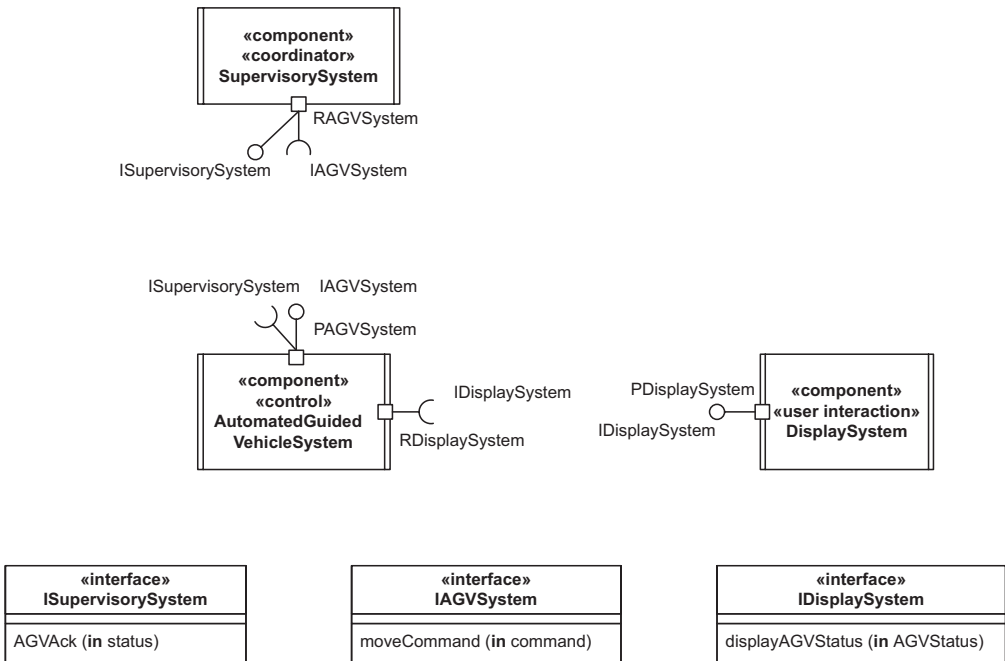 «component»
«coordinator»
SupervisorySystem
RAGVSystem
ISupervisorySystem
IAGVSystem
ISupervisorySystem
IAGVSystem
PAGVSystem
«component»
«control»
AutomatedGuided
VehicleSystem
IDisplaySystem
RDisplaySystem
PDisplaySystem
IDisplaySystem
«component»
«user interaction»
DisplaySystem
«interface»
ISupervisorySystem
AGVAck (in status)
«interface»
IAGVSystem
moveCommand (in command)
«interface»
IDisplaySystem
displayAGVStatus (in AGVStatus)